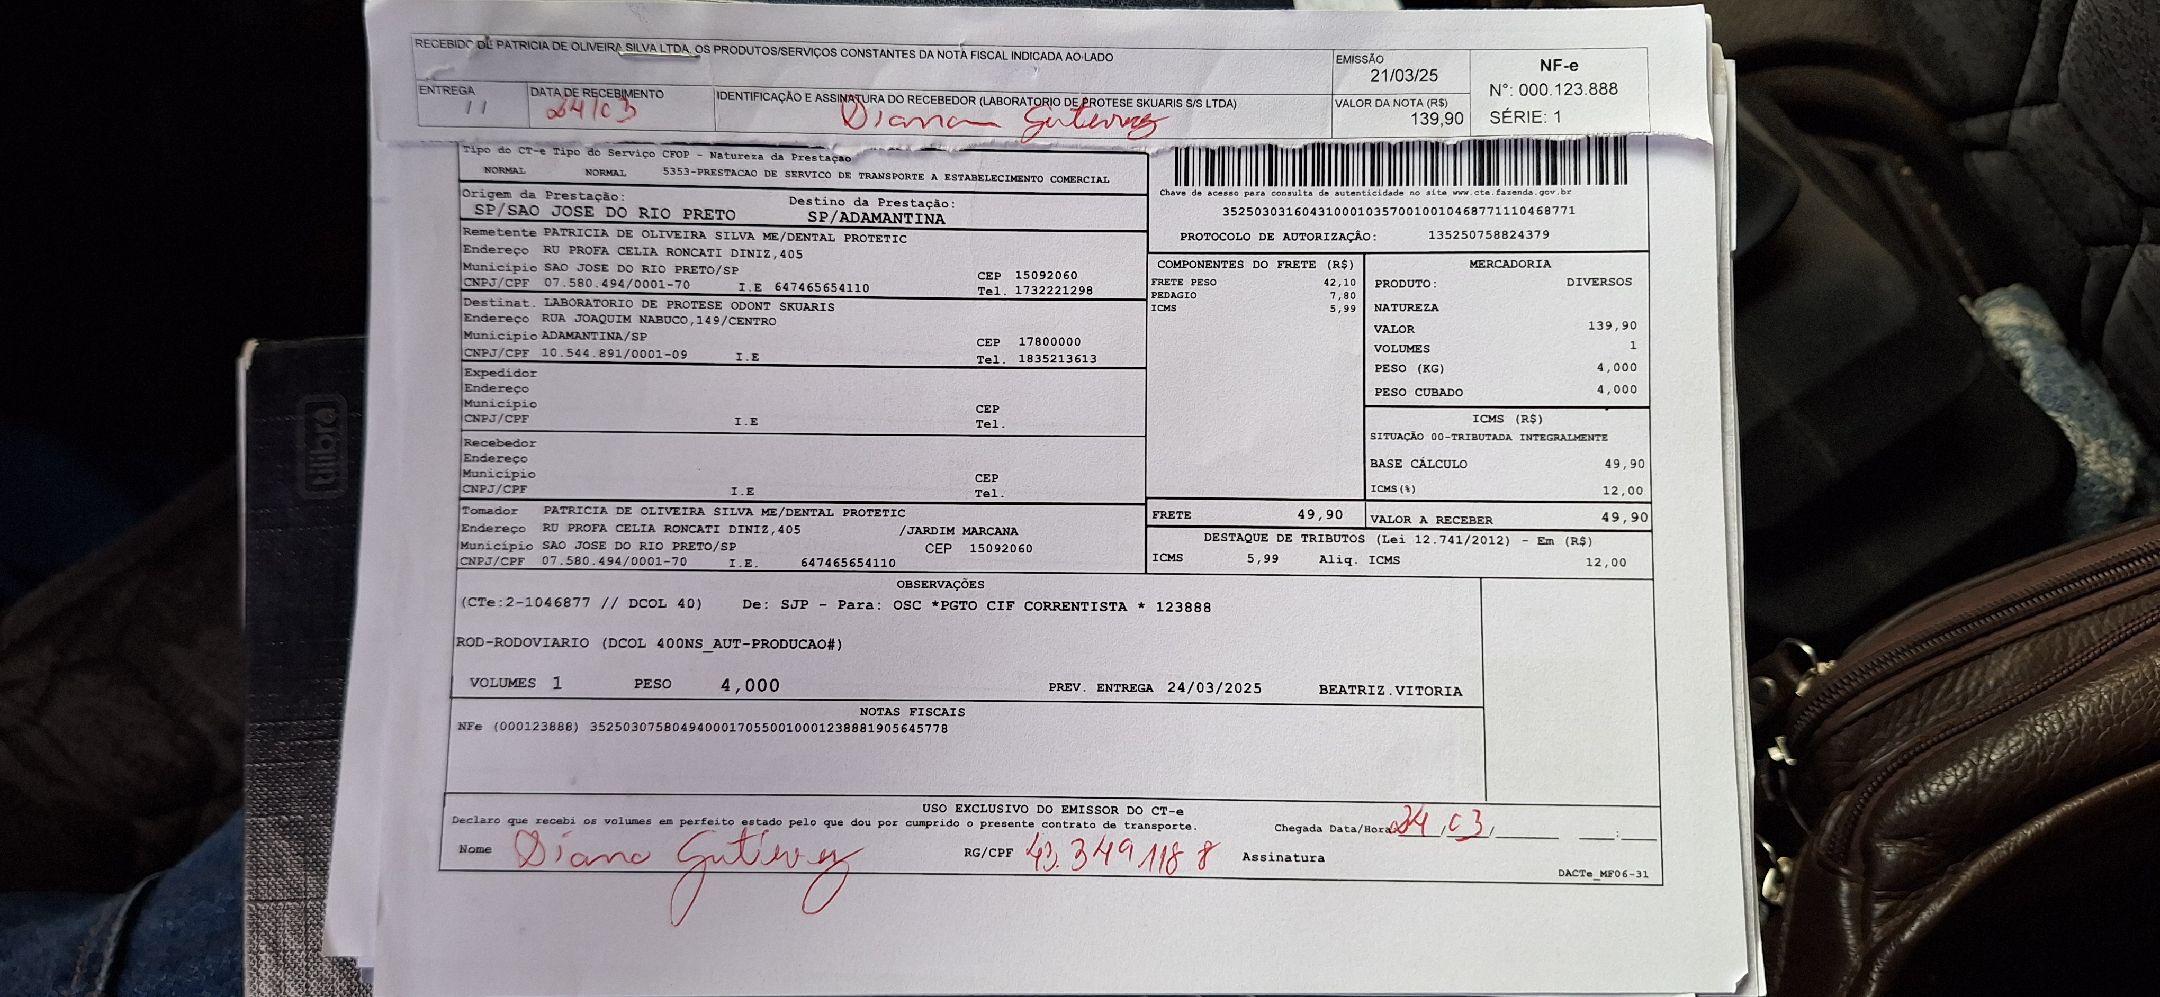 RECEBIDO DE PATRICIA DE OLIVEIRA SILVA LTDA, OS PRODUTOS/SERVIÇOS CONSTANTES DA NOTA FISCAL INDICADA AO LADO
EMISSÃO
21/03/25
NF-e
N°: 000.123.888
SÉRIE: 1
ENTREGA
11
DATA DE RECEBIMENTO
24/03
IDENTIFICAÇÃO E ASSINATURA DO RECEBEDOR (LABORATORIO DE PROTESE SKUARIS S/S LTDA)
Diana Gutierrez
VALOR DA NOTA (R$)
139,90
Tipo do CT-e Tipo do Serviço CFOP - Natureza da Prestação
NORMAL NORMAL 5353-PRESTACAO DE SERVICO DE TRANSPORTE A ESTABELECIMENTO COMERCIAL
Origem da Prestação: Destino da Prestação:
SP/SAO JOSE DO RIO PRETO SP/ADAMANTINA
Chave de acesso para consulta de autenticidade no site www.cte.fazenda.gov.br
35250303160431000103570010010468771110468771
PROTOCOLO DE AUTORIZAÇÃO: 135250758824379
Remetente PATRICIA DE OLIVEIRA SILVA ME/DENTAL PROTETIC
Endereço RU PROFA CELIA RONCATI DINIZ,405
Município SAO JOSE DO RIO PRETO/SP CEP 15092060
CNPJ/CPF 07.580.494/0001-70 I.E 647465654110 Tel. 1732221298
Destinat. LABORATORIO DE PROTESE ODONT SKUARIS
Endereço RUA JOAQUIM NABUCO,149/CENTRO
Município ADAMANTINA/SP CEP 17800000
CNPJ/CPF 10.544.891/0001-09 I.E Tel. 1835213613
Expedidor
Endereço
Município CEP
CNPJ/CPF I.E Tel.
Recebedor
Endereço
Município CEP
CNPJ/CPF I.E Tel.
Tomador PATRICIA DE OLIVEIRA SILVA ME/DENTAL PROTETIC
Endereço RU PROFA CELIA RONCATI DINIZ,405 /JARDIM MARCANA
Município SAO JOSE DO RIO PRETO/SP CEP 15092060
CNPJ/CPF 07.580.494/0001-70 I.E. 647465654110
COMPONENTES DO FRETE (R$)
FRETE PESO 42,10
PEDAGIO 7,80
ICMS 5,99
MERCADORIA
PRODUTO: DIVERSOS
NATUREZA
VALOR 139,90
VOLUMES 1
PESO (KG) 4,000
PESO CUBADO 4,000
ICMS (R$)
SITUAÇÃO 00-TRIBUTADA INTEGRALMENTE
BASE CÁLCULO 49,90
ICMS(%) 12,00
FRETE 49,90 VALOR A RECEBER 49,90
DESTAQUE DE TRIBUTOS (Lei 12.741/2012) - Em (R$)
ICMS 5,99 Aliq. ICMS 12,00
OBSERVAÇÕES
(CTe:2-1046877 // DCOL 40) De: SJP - Para: OSC *PGTO CIF CORRENTISTA * 123888
ROD-RODOVIARIO (DCOL 400NS_AUT-PRODUCAO#)
VOLUMES 1 PESO 4,000 PREV. ENTREGA 24/03/2025 BEATRIZ.VITORIA
NOTAS FISCAIS
NFe (000123888) 35250307580494000170550010001238881905645778
USO EXCLUSIVO DO EMISSOR DO CT-e
Declaro que recebi os volumes em perfeito estado pelo que dou por cumprido o presente contrato de transporte. Chegada Data/Hora 24/03/ :
Nome Diana Gutierrez RG/CPF 43.349.118 8 Assinatura
DACTe_MF06-31
tilibra